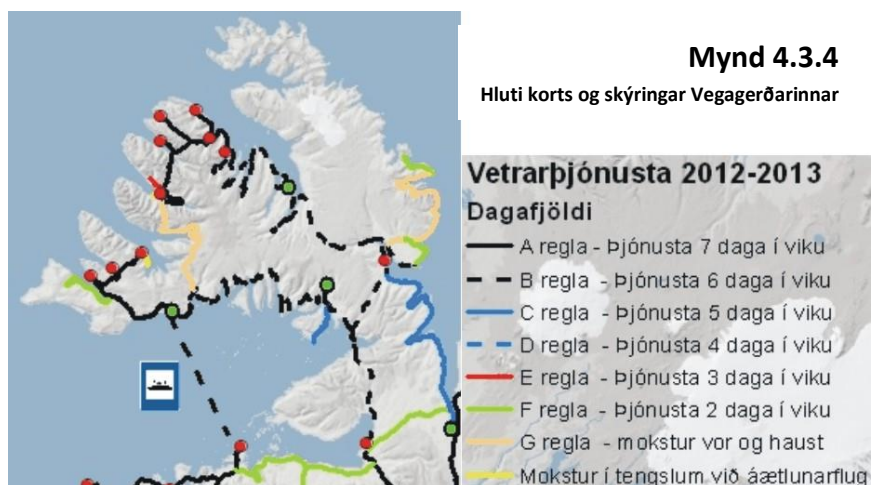 Mynd 4.3.4
Hluti korts og skýringar Vegagerðarinnar
Vetrarþjónusta 2012-2013
Dagafjöldi
A regla - Þjónusta 7 daga í viku
B regla - Þjónusta 6 daga í viku
C regla - Þjónusta 5 daga í viku
D regla - Þjónusta 4 daga í viku
E regla - Þjónusta 3 daga í viku
F regla - Þjónusta 2 daga í viku
G regla - mokstur vor og haust
Mokstur í tengslum við áætlunarflug